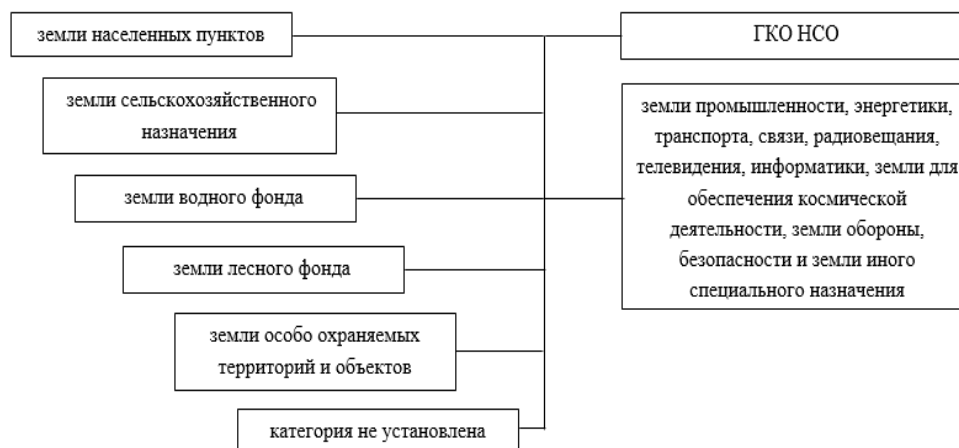 земли населенных пунктов
ГКО НСО
земли сельскохозяйственного
назначения
земли промышленности, энергетики,
транспорта, связи, радиовещания,
телевидения, информатики, земли для
обеспечения космической
деятельности, земли обороны,
безопасности и земли иного
специального назначения
земли водного фонда
земли лесного фонда
земли особо охраняемых
территорий и объектов
категория не установлена